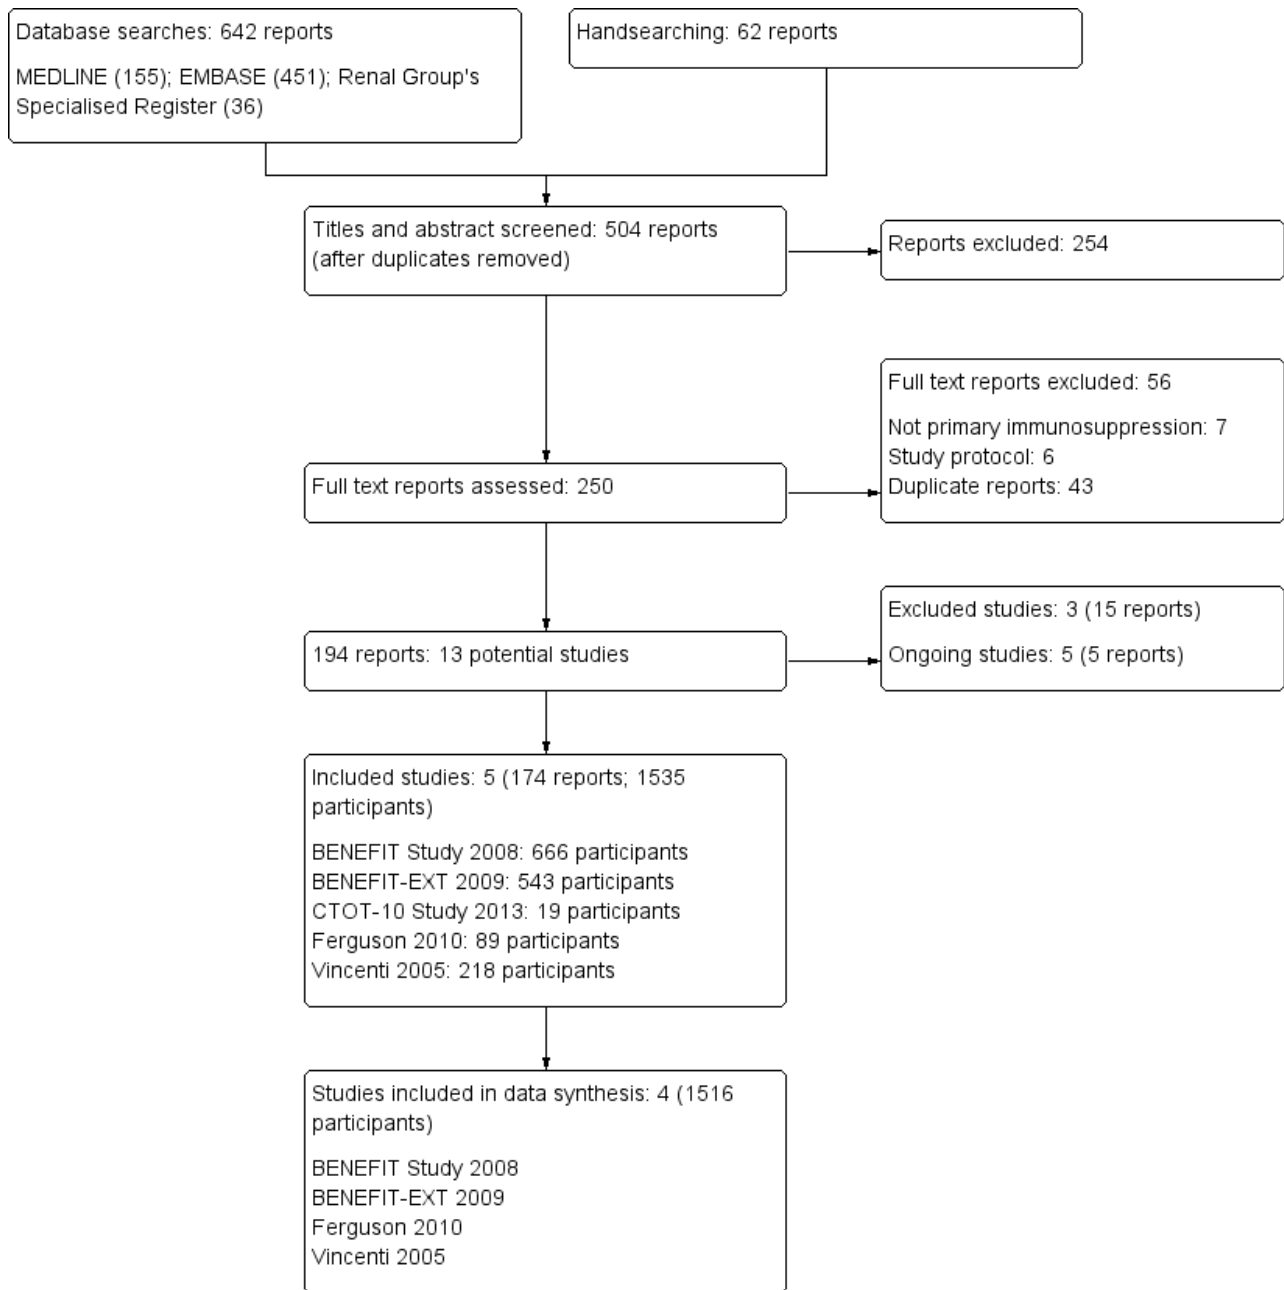 Database searches: 642 reports
MEDLINE (155); EMBASE (451); Renal Group's
Specialised Register (36)
Handsearching: 62 reports
Titles and abstract screened: 504 reports
(after duplicates removed)
Reports excluded: 254
Full text reports excluded: 56
Not primary immunosuppression: 7
Study protocol: 6
Duplicate reports: 43
Full text reports assessed: 250
Excluded studies: 3 (15 reports)
Ongoing studies: 5 (5 reports)
194 reports: 13 potential studies
Included studies: 5 (174 reports; 1535
participants)
BENEFIT Study 2008: 666 participants
BENEFIT-EXT 2009: 543 participants
CTOT-10 Study 2013: 19 participants
Ferguson 2010: 89 participants
Vincenti 2005: 218 participants
Studies included in data synthesis: 4 (1516
participants)
BENEFIT Study 2008
BENEFIT-EXT 2009
Ferguson 2010
Vincenti 2005